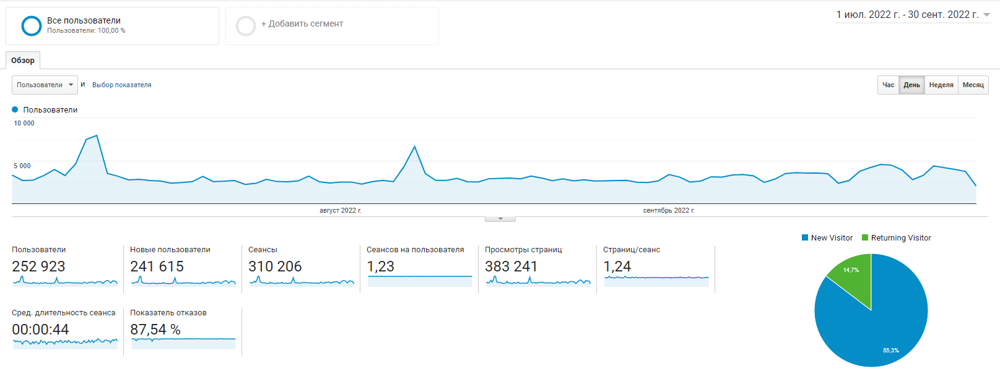 Все пользователи
Пользователи: 100,00 %
+ Добавить сегмент
1 июл. 2022 г. - 30 сент. 2022 г.
Обзор
Пользователи и Выбор показателя
Час День Неделя Месяц
Пользователи
10 000
5 000
август 2022 г. сентябрь 2022 г.
New Visitor Returning Visitor
Пользователи
252 923
Новые пользователи
241 615
Сеансы
310 206
Сеансов на пользователя
1,23
Просмотры страниц
383 241
Страниц/сеанс
1,24
Сред. длительность сеанса
00:00:44
Показатель отказов
87,54 %
14,7%
85,3%